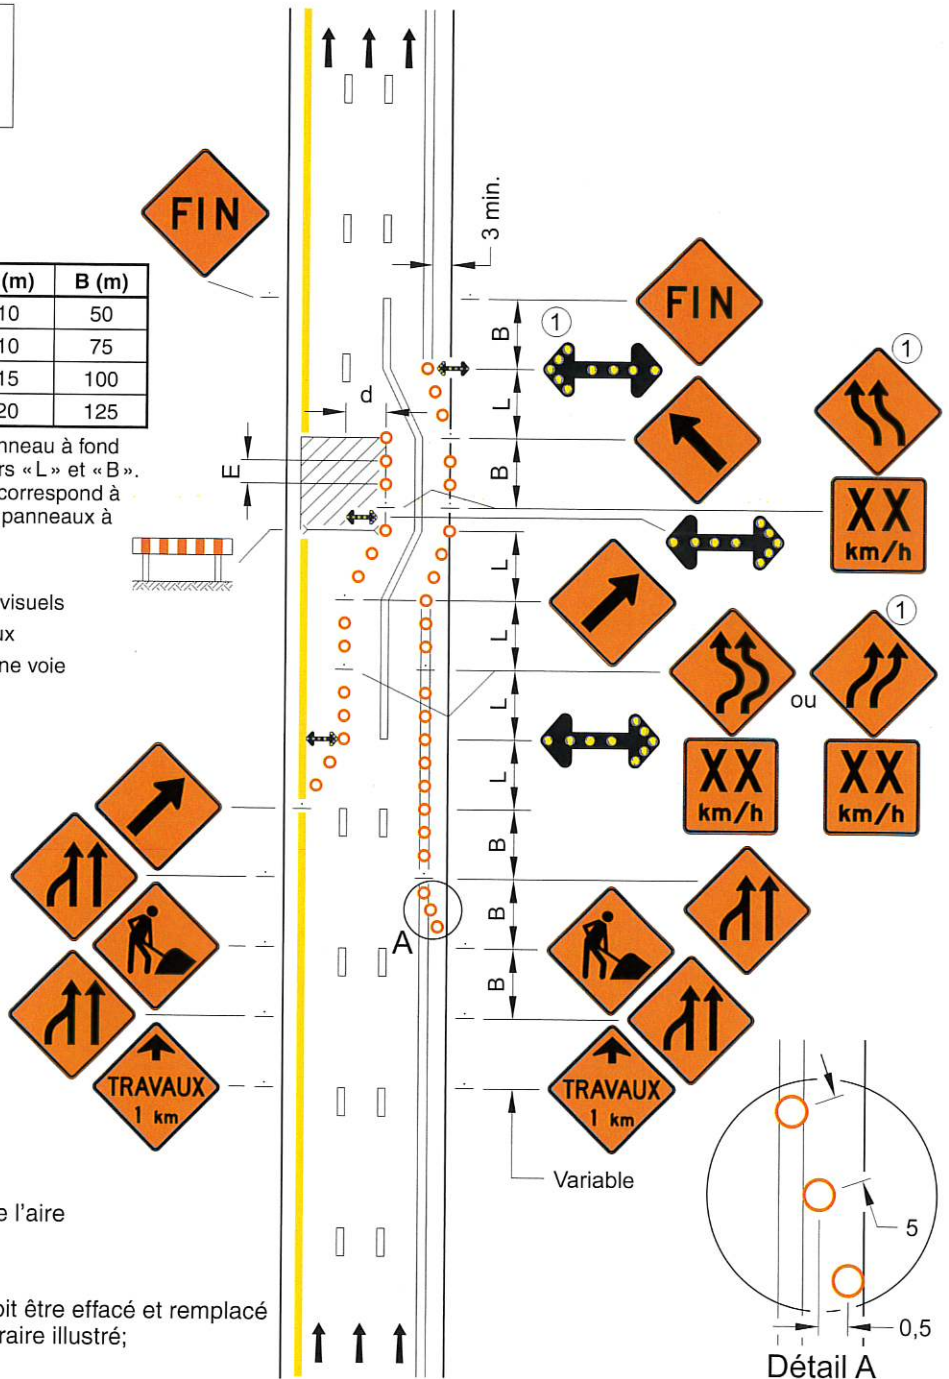 3 min.
FIN
(m) B (m)
10 50
10 75
15 100
20 125
FIN
B
1
1
L
d
nneau à fond
rs « L » et « B ».
correspond à
panneaux à
E
B
XX
km/h
L
visuels
ux
ne voie
L
1
ou
L
XX
km/h
XX
km/h
L
B
B
A
B
TRAVAUX
1 km
TRAVAUX
1 km
Variable
e l'aire
5
oit être effacé et remplacé
raire illustré;
0,5
Détail A